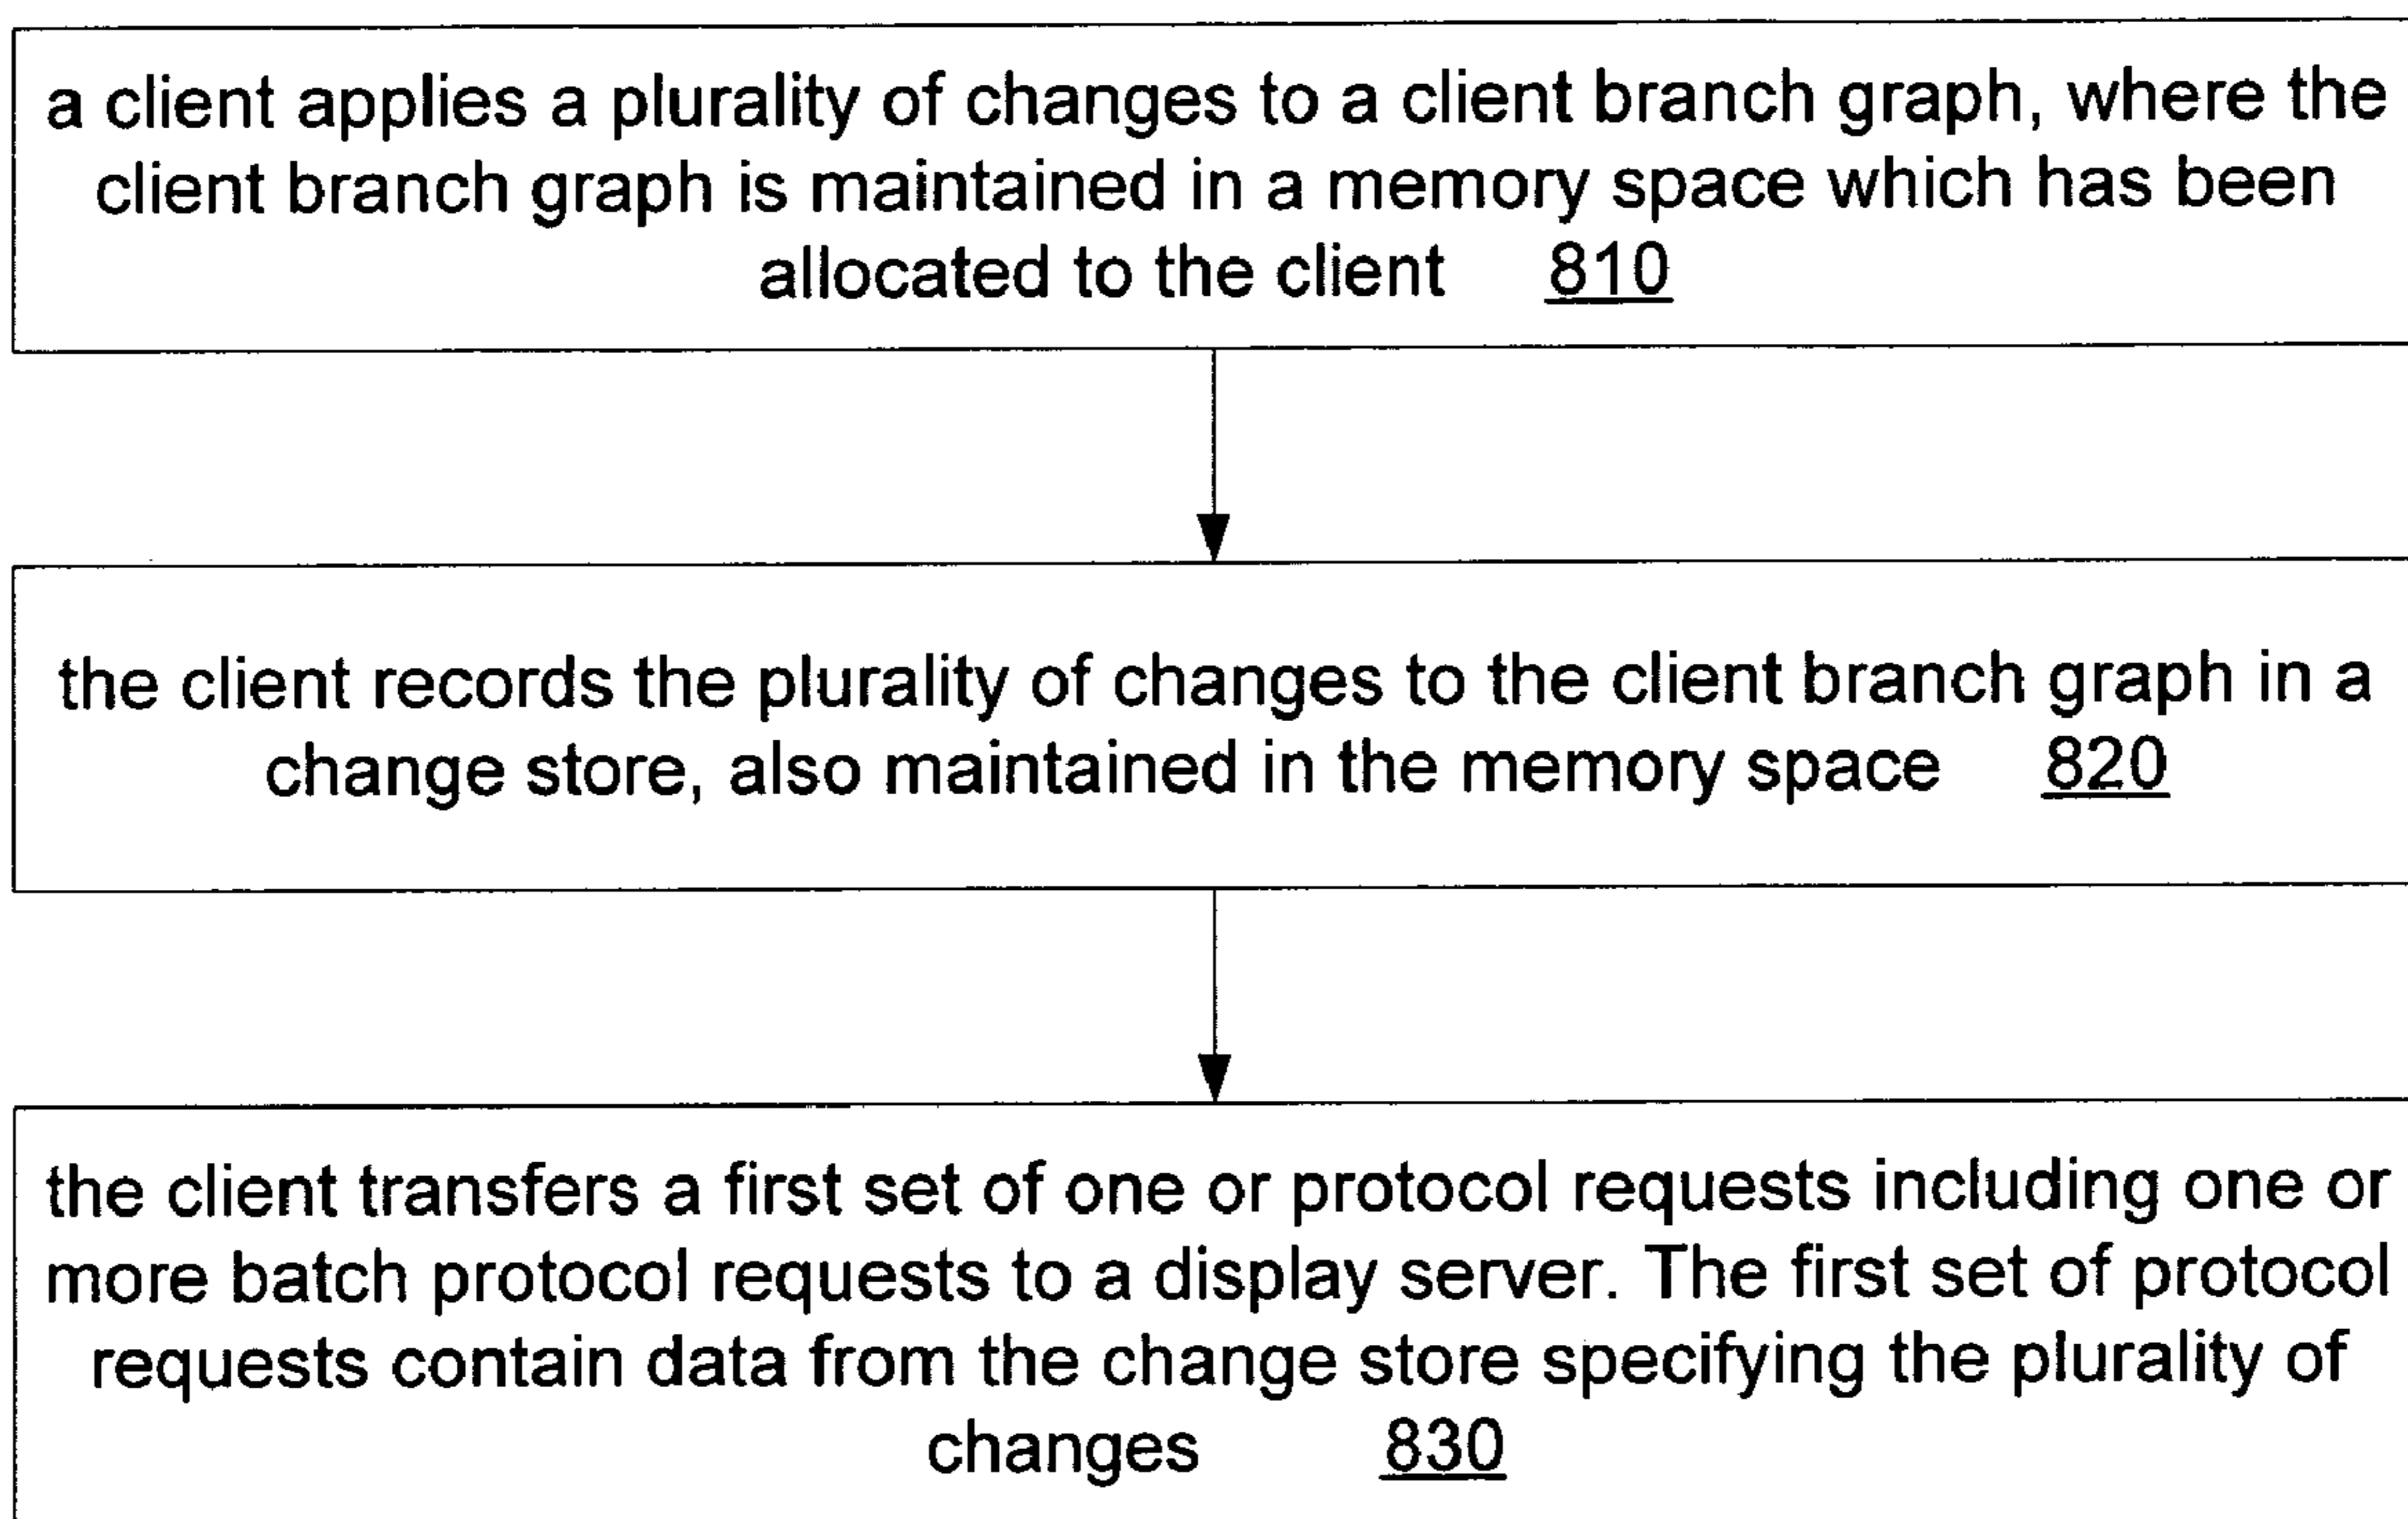 a client applies a plurality of changes to a client branch graph, where the
client branch graph is maintained in a memory space which has been
allocated to the client 810
the client records the plurality of changes to the client branch graph in a
change store, also maintained in the memory space 820
the client transfers a first set of one or protocol requests including one or
more batch protocol requests to a display server. The first set of protocol
requests contain data from the change store specifying the plurality of
changes 830